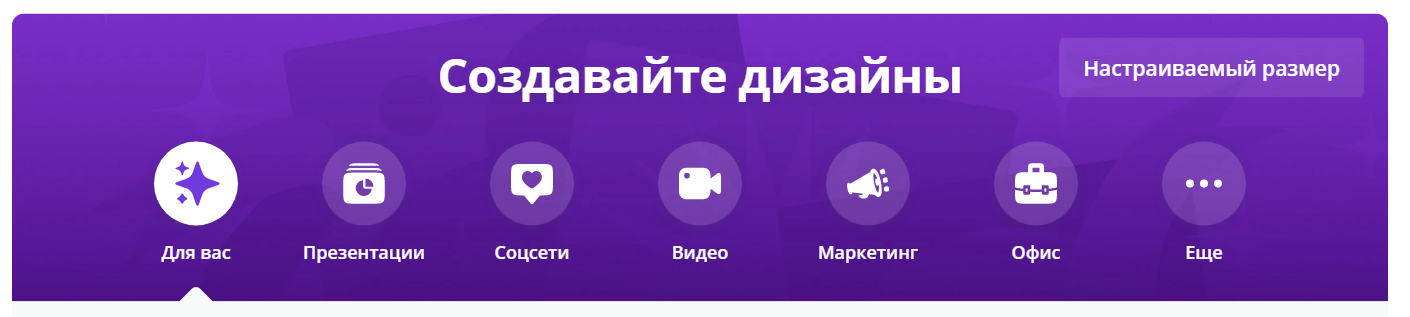 Создавайте дизайны
Настраиваемый размер
Для вас
Презентации
Соцсети
Видео
Маркетинг
Офис
Еще